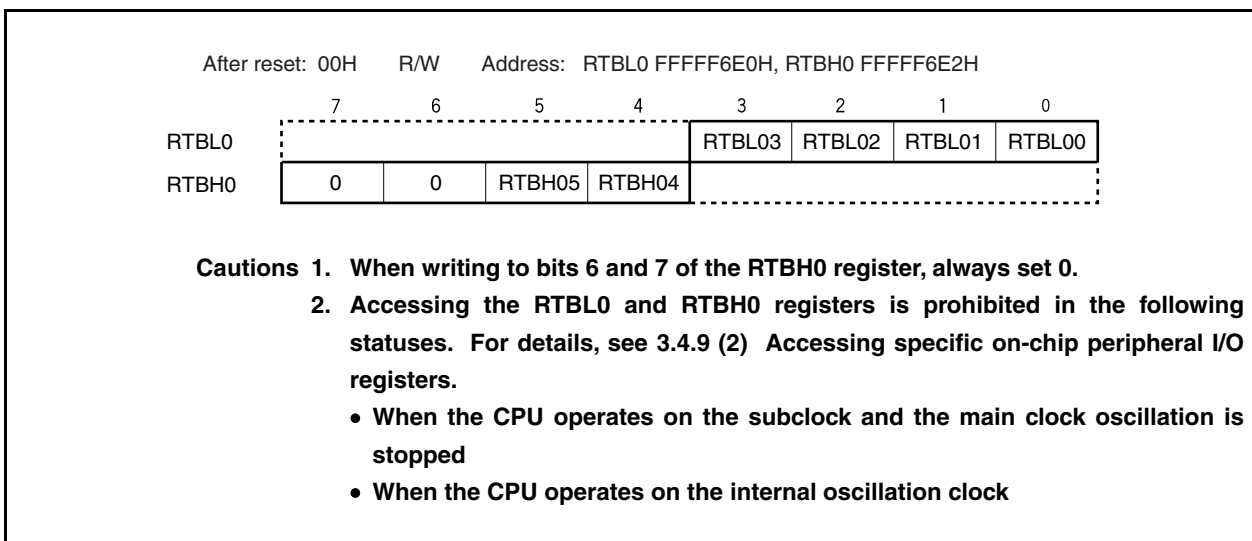 After reset: 00H R/W Address: RTBL0 FFFFF6E0H, RTBH0 FFFFF6E2H
7 6 5 4 3 2 1 0
RTBL0 RTBL03 RTBL02 RTBL01 RTBL00
RTBH0 0 0 RTBH05 RTBH04
Cautions 1. When writing to bits 6 and 7 of the RTBH0 register, always set 0.
2. Accessing the RTBL0 and RTBH0 registers is prohibited in the following
statuses. For details, see 3.4.9 (2) Accessing specific on-chip peripheral I/O
registers.
• When the CPU operates on the subclock and the main clock oscillation is
stopped
• When the CPU operates on the internal oscillation clock